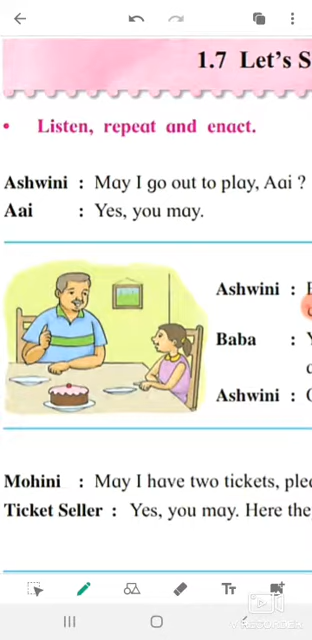 1.7 Let's S
• Listen, repeat and enact.
Ashwini : May I go out to play, Aai ?
Aai : Yes, you may.
Ashwini :
Baba :
Ashwini :
Mohini : May I have two tickets,
Ticket Seller : Yes, you may. Here the
Tт